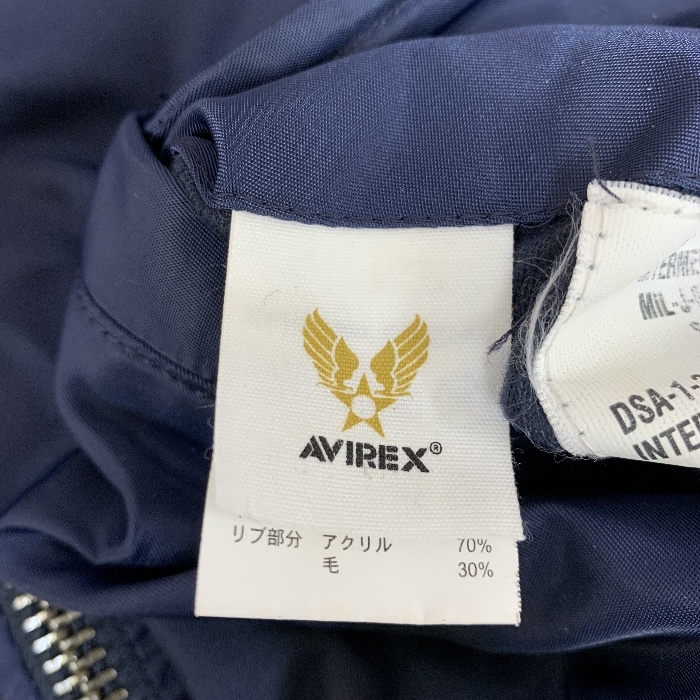 AVIREX®
リブ部分 アクリル 70%
毛 30%
MIL-J-
DSA-1-
INTER